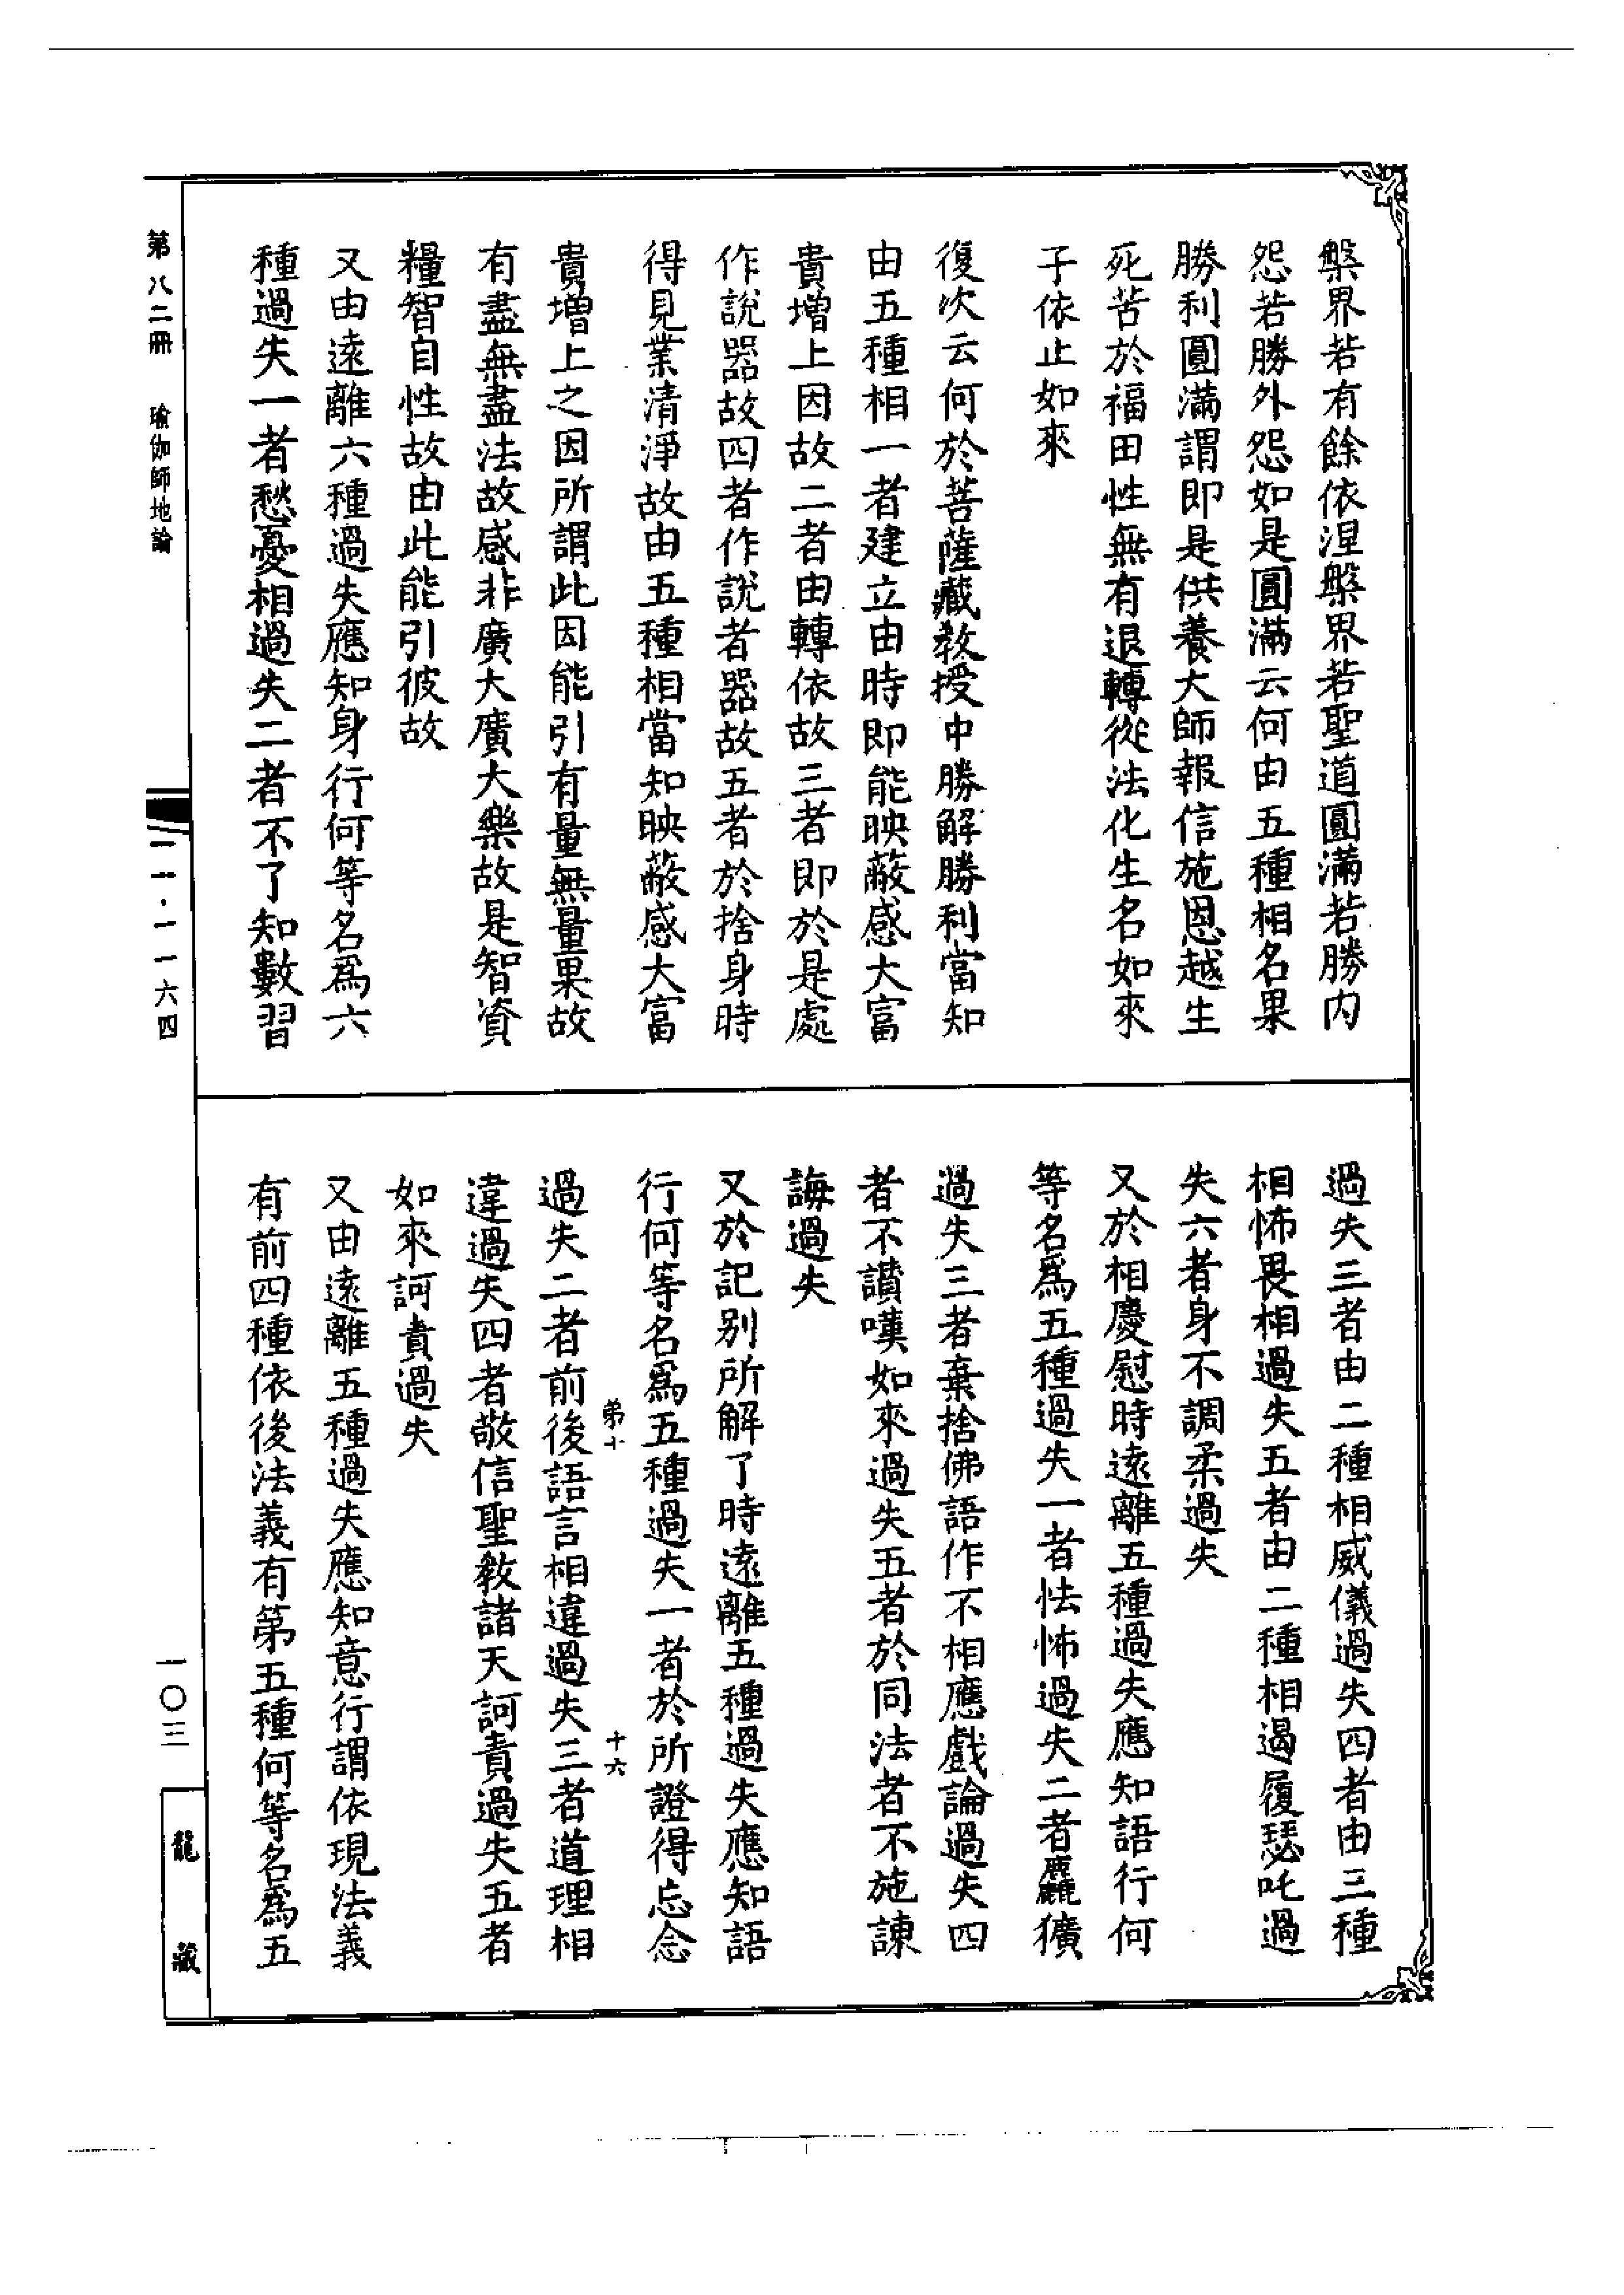 槃界若有餘依涅槃界若聖道圓滿若勝內
怨若勝外怨如是圓滿云何由五種相名果
勝利圓滿謂即是供養大師報信施恩越生
死苦於福田性無有退轉從法化生名如來
子依止如來
復次云何於菩薩藏教授中勝解勝利當知
由五種相一者建立由時即能映蔽感大富
貴增上因故二者由轉依故三者即於是處
作說器故四者作說者器故五者於捨身時
得見業清淨故由五種相當知映蔽感大富
貴增上之因所謂此因能引有量無量果故
有盡無盡法故感非廣大廣大樂故是智資
糧智自性故由此能引彼故
又由遠離六種過失應知身行何等名為六
種過失一者愁憂相過失二者不了知數習
過失三者由二種相威儀過失四者由三種
相怖畏相過失五者由二種相遏履瑟吒過
失六者身不調柔過失
又於相慶慰時遠離五種過失應知語行何
等名為五種過失一者怯怖過失二者麤獷
過失三者棄捨佛語作不相應戲論過失四
者不讚嘆如來過失五者於同法者不施諫
誨過失
又於記別所解了時遠離五種過失應知語
行何等名為五種過失一者於所證得忘念
弟十 十六
過失二者前後語言相違過失三者道理相
違過失四者敬信聖教諸天訶責過失五者
如來訶責過失
又由遠離五種過失應知意行謂依現法義
有前四種依後法義有第五種何等名為五
第八二冊 瑜伽師地論
一一·一一六四
一〇三
龍藏